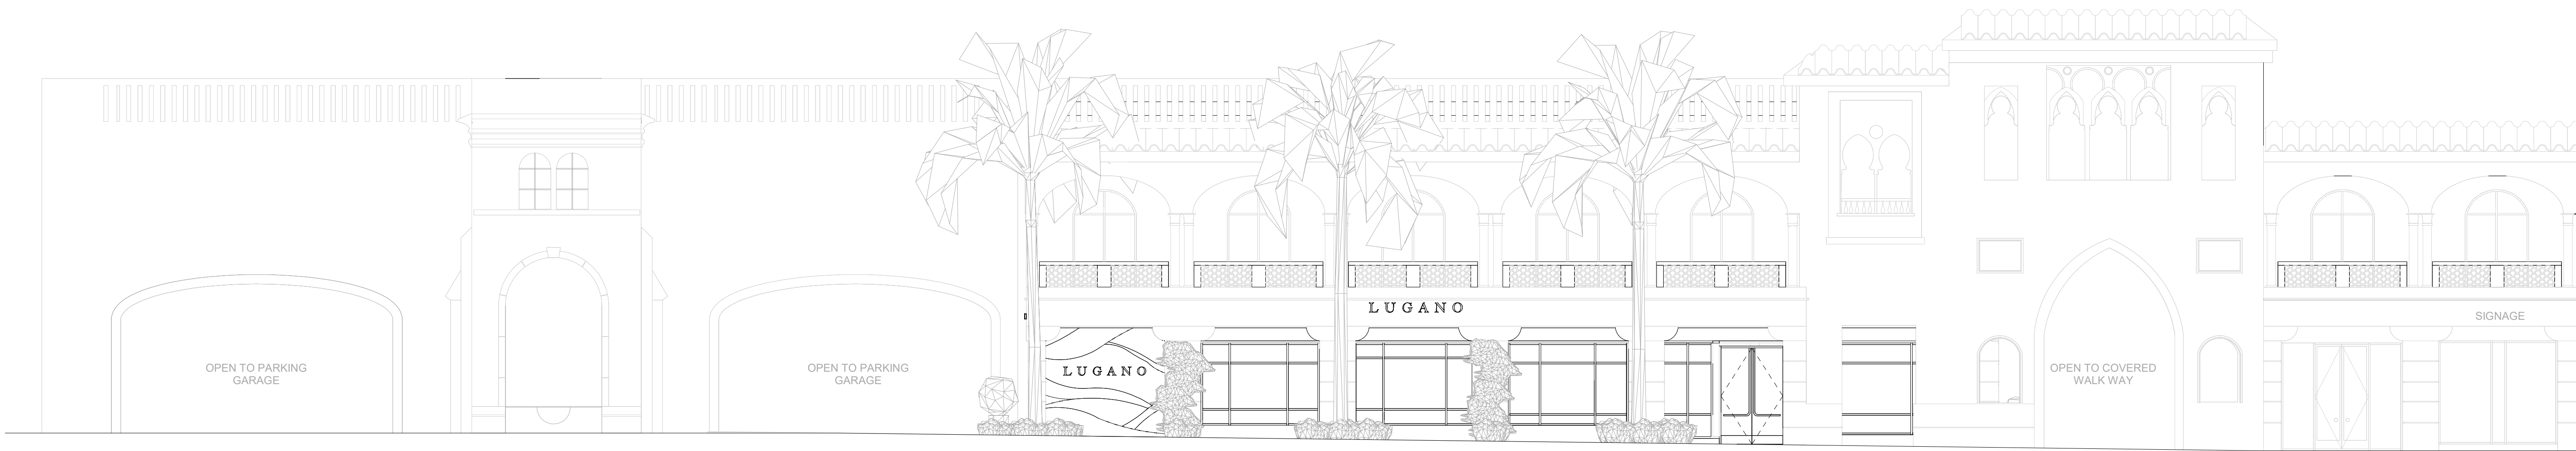 LUGANO
SIGNAGE
OPEN TO PARKING
GARAGE
OPEN TO PARKING
GARAGE
LUGANO
OPEN TO COVERED
WALK WAY